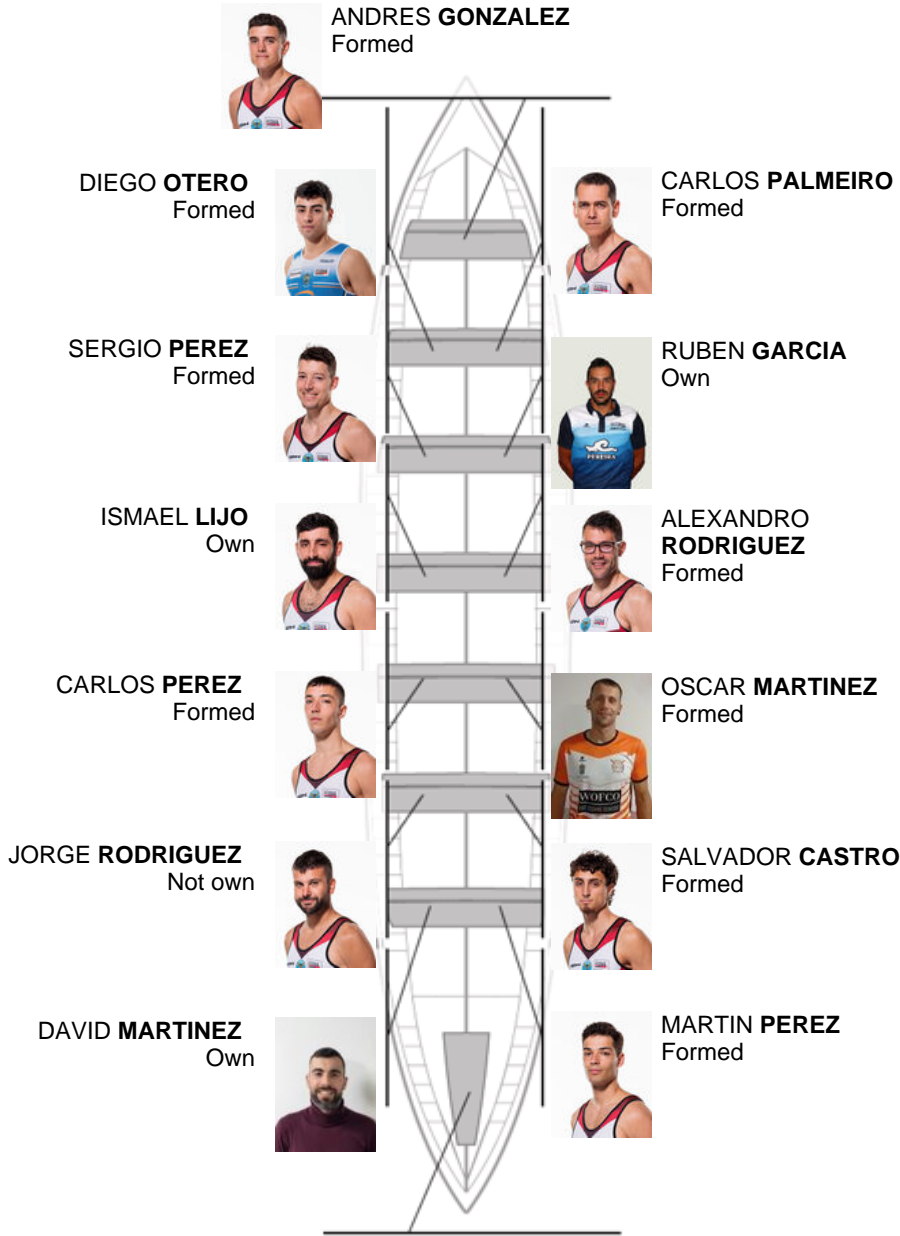 ANDRES GONZALEZ
Formed
DIEGO OTERO
Formed
CARLOS PALMEIRO
Formed
SERGIO PEREZ
Formed
RUBEN GARCIA
Own
PEREIRA
ISMAEL LIJO
Own
ALEXANDRO
RODRIGUEZ
Formed
CARLOS PEREZ
Formed
OSCAR MARTINEZ
Formed
WOFCO
JORGE RODRIGUEZ
Not own
SALVADOR CASTRO
Formed
DAVID MARTINEZ
Own
MARTIN PEREZ
Formed